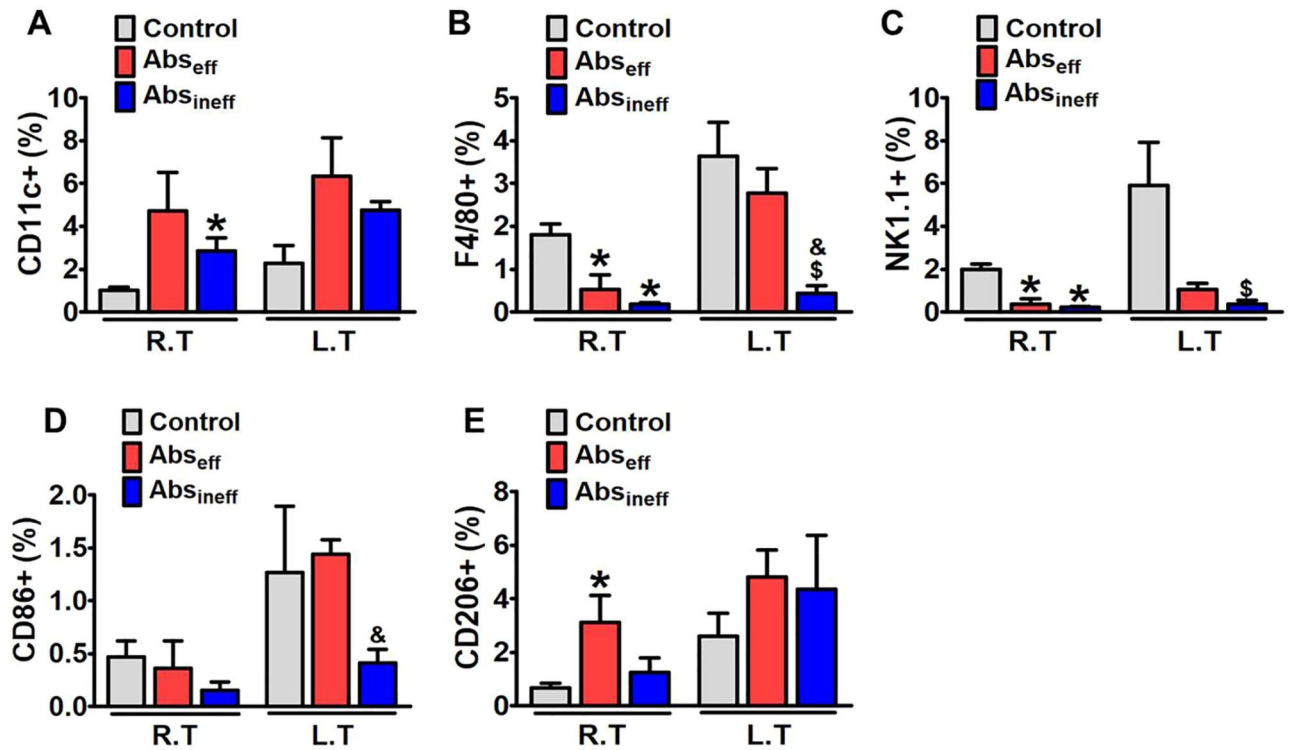 A
Control
Abseff
Absineff
CD11c+ (%)
10
8
6
4
2
0
*
R.T
L.T
B
Control
Abseff
Absineff
F4/80+ (%)
5
4
3
2
1
0
*
*
&
$
R.T
L.T
C
Control
Abseff
Absineff
NK1.1+ (%)
10
8
6
4
2
0
*
*
$
R.T
L.T
D
Control
Abseff
Absineff
CD86+ (%)
2.0
1.5
1.0
0.5
0.0
&
R.T
L.T
E
Control
Abseff
Absineff
CD206+ (%)
8
6
4
2
0
*
R.T
L.T